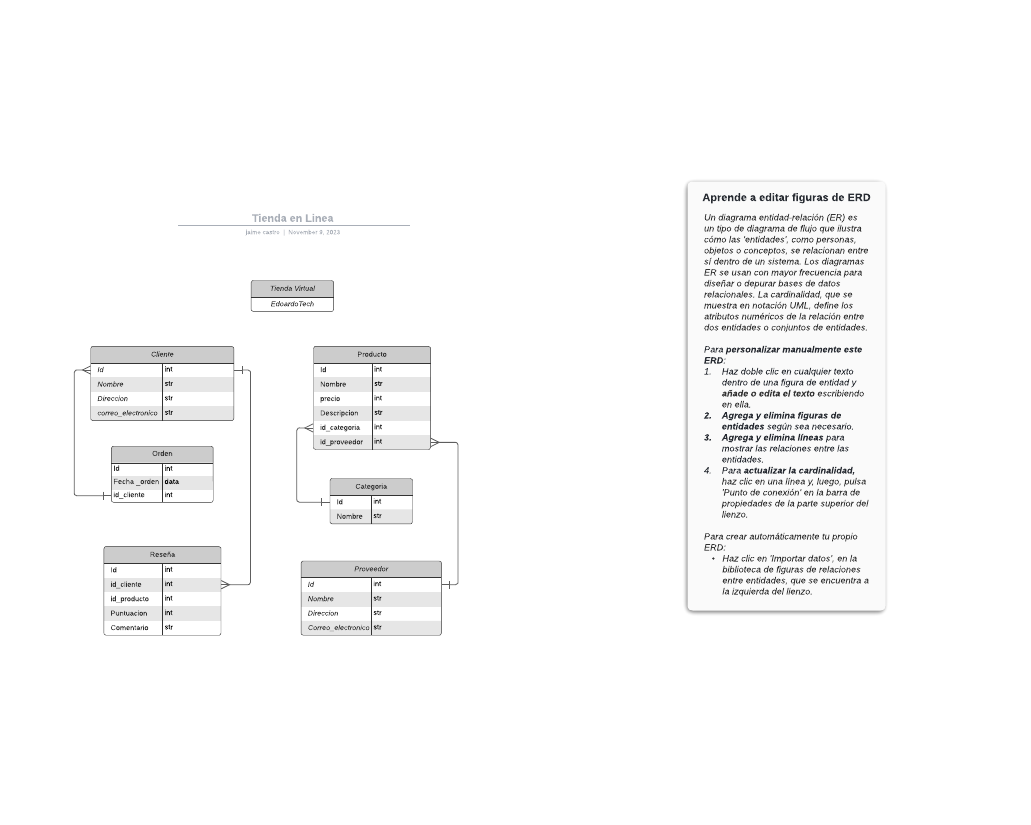 Tienda en Linea
Jaime castro | November 9, 2023
Tienda Virtual
EdoardoTech
Cliente
Id int
Nombre str
Direccion str
correo_electronico str
Orden
Id int
Fecha _orden data
id_cliente int
Reseña
Id int
id_cliente int
id_producto int
Puntuacion int
Comentario str
Producto
Id int
Nombre str
precio int
Descripcion str
id_categoria int
id_proveedor int
Categoria
Id int
Nombre str
Proveedor
Id int
Nombre str
Direccion str
Correo_electronico str
Aprende a editar figuras de ERD
Un diagrama entidad-relación (ER) es
un tipo de diagrama de flujo que ilustra
cómo las 'entidades', como personas,
objetos o conceptos, se relacionan entre
sí dentro de un sistema. Los diagramas
ER se usan con mayor frecuencia para
diseñar o depurar bases de datos
relacionales. La cardinalidad, que se
muestra en notación UML, define los
atributos numéricos de la relación entre
dos entidades o conjuntos de entidades.
Para personalizar manualmente este
ERD:
1. Haz doble clic en cualquier texto
dentro de una figura de entidad y
añade o edita el texto escribiendo
en ella.
2. Agrega y elimina figuras de
entidades según sea necesario.
3. Agrega y elimina líneas para
mostrar las relaciones entre las
entidades.
4. Para actualizar la cardinalidad,
haz clic en una línea y, luego, pulsa
'Punto de conexión' en la barra de
propiedades de la parte superior del
lienzo.
Para crear automáticamente tu propio
ERD:
• Haz clic en 'Importar datos', en la
biblioteca de figuras de relaciones
entre entidades, que se encuentra a
la izquierda del lienzo.